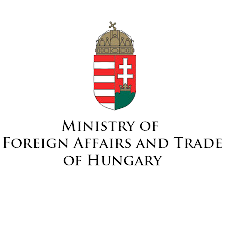 Ministry of
Foreign Affairs and Trade
of Hungary